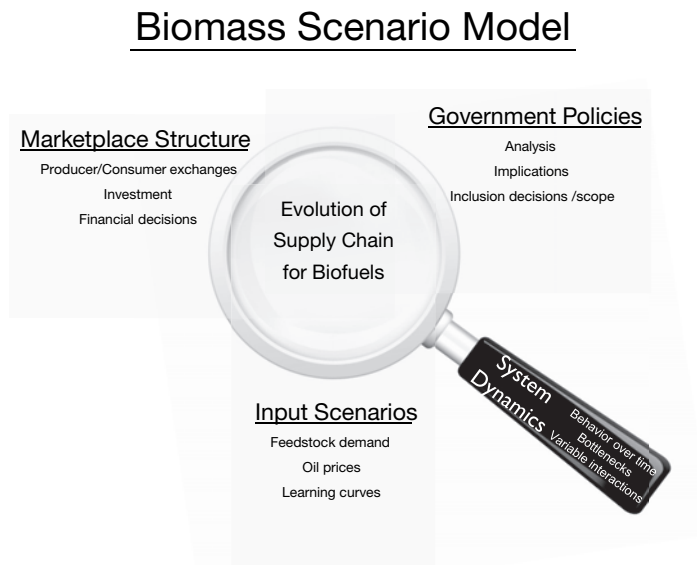 Biomass Scenario Model
Marketplace Structure
Producer/Consumer exchanges
Investment
Financial decisions
Government Policies
Analysis
Implications
Inclusion decisions /scope
Evolution of
Supply Chain
for Biofuels
Input Scenarios
Feedstock demand
Oil prices
Learning curves
System
Dynamics
Behavior over time
Bottlenecks
Variable interactions